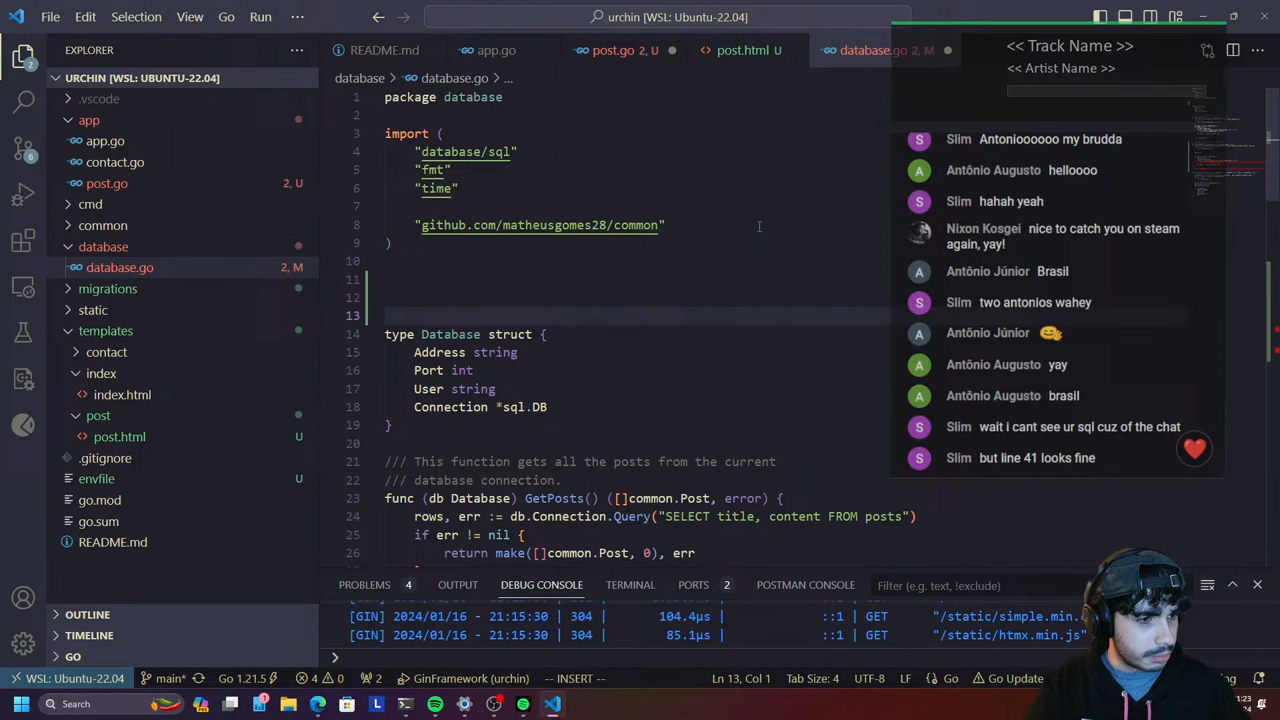 File Edit Selection View Go Run ··· urchin [WSL: Ubuntu-22.04]
EXPLORER
URCHIN [WSL: UBUNTU-22.04]
.vscode
app
app.go
contact.go
post.go 2, U
cmd
common
database
database.go 2, M
migrations
static
templates
contact
index
index.html
post
post.html U
.gitignore
envfile U
go.mod
go.sum
README.md
OUTLINE
TIMELINE
GO
README.md app.go post.go 2, U post.html U database.go 2, M
database > database.go > ...
1 package database
2
3 import (
4 "database/sql"
5 "fmt"
6 "time"
7
8 "github.com/matheusgomes28/common"
9 )
10
11
12
13
14 type Database struct {
15 Address string
16 Port int
17 User string
18 Connection *sql.DB
19 }
20
21 /// This function gets all the posts from the current
22 /// database connection.
23 func (db Database) GetPosts() ([]common.Post, error) {
24 rows, err := db.Connection.Query("SELECT title, content FROM posts")
25 if err != nil {
26 return make([]common.Post, 0), err
<< Track Name >>
<< Artist Name >>
S Slim Antoniooooo my brudda
A Antônio Augusto helloooo
S Slim hahah yeah
Nixon Kosgei nice to catch you on steam
again, yay!
A Antônio Júnior Brasil
S Slim two antonios wahey
A Antônio Júnior
A Antônio Augusto yay
A Antônio Augusto brasil
S Slim wait i cant see ur sql cuz of the chat
S Slim but line 41 looks fine
PROBLEMS 4 OUTPUT DEBUG CONSOLE TERMINAL PORTS 2 POSTMAN CONSOLE Filter (e.g. text, !exclude)
[GIN] 2024/01/16 - 21:15:30 | 304 | 104.4µs | ::1 | GET "/static/simple.min.
[GIN] 2024/01/16 - 21:15:30 | 304 | 85.1µs | ::1 | GET "/static/htmx.min.js"
WSL: Ubuntu-22.04 main* Go 1.21.5 4 0 2 GinFramework (urchin) -- INSERT -- Ln 13, Col 1 Tab Size: 4 UTF-8 LF Go Go Update
Search